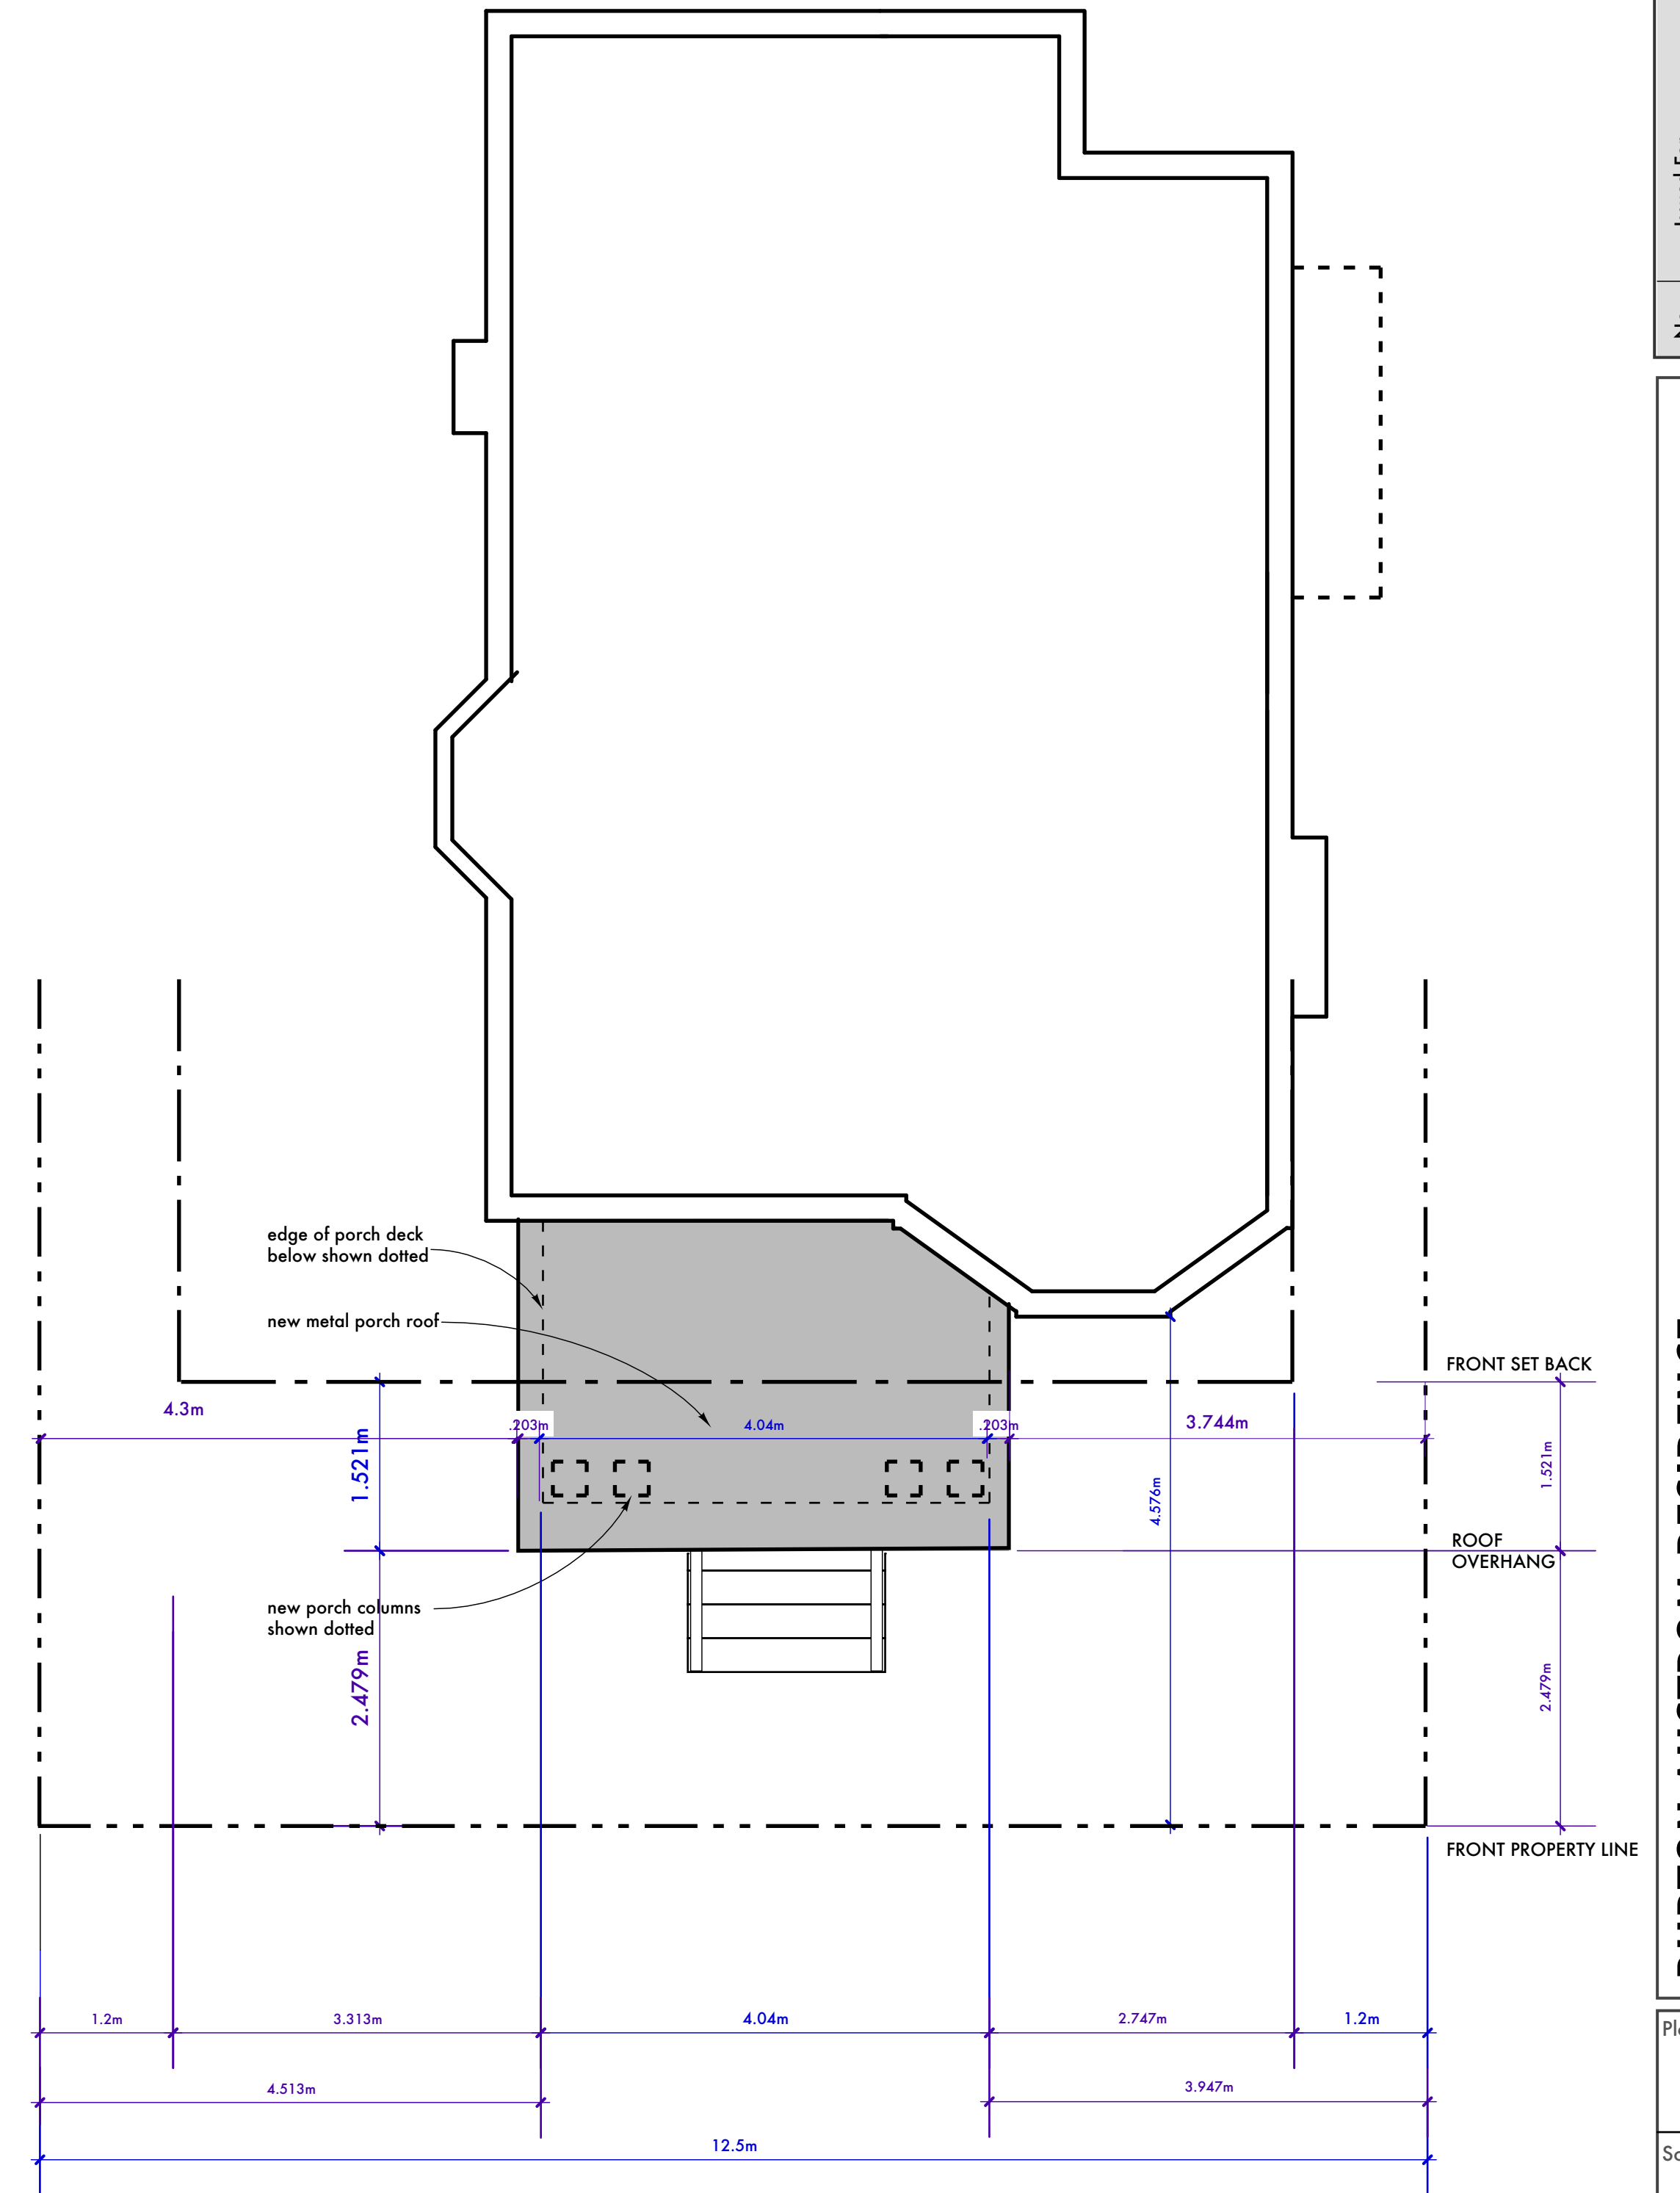 edge of porch deck
below shown dotted
new metal porch roof
FRONT SET BACK
4.3m
.203m
4.04m
.203m
3.744m
1.521m
4.576m
1.521m
ROOF
OVERHANG
new porch columns
shown dotted
2.479m
2.479m
FRONT PROPERTY LINE
1.2m
3.313m
4.04m
2.747m
1.2m
4.513m
3.947m
12.5m